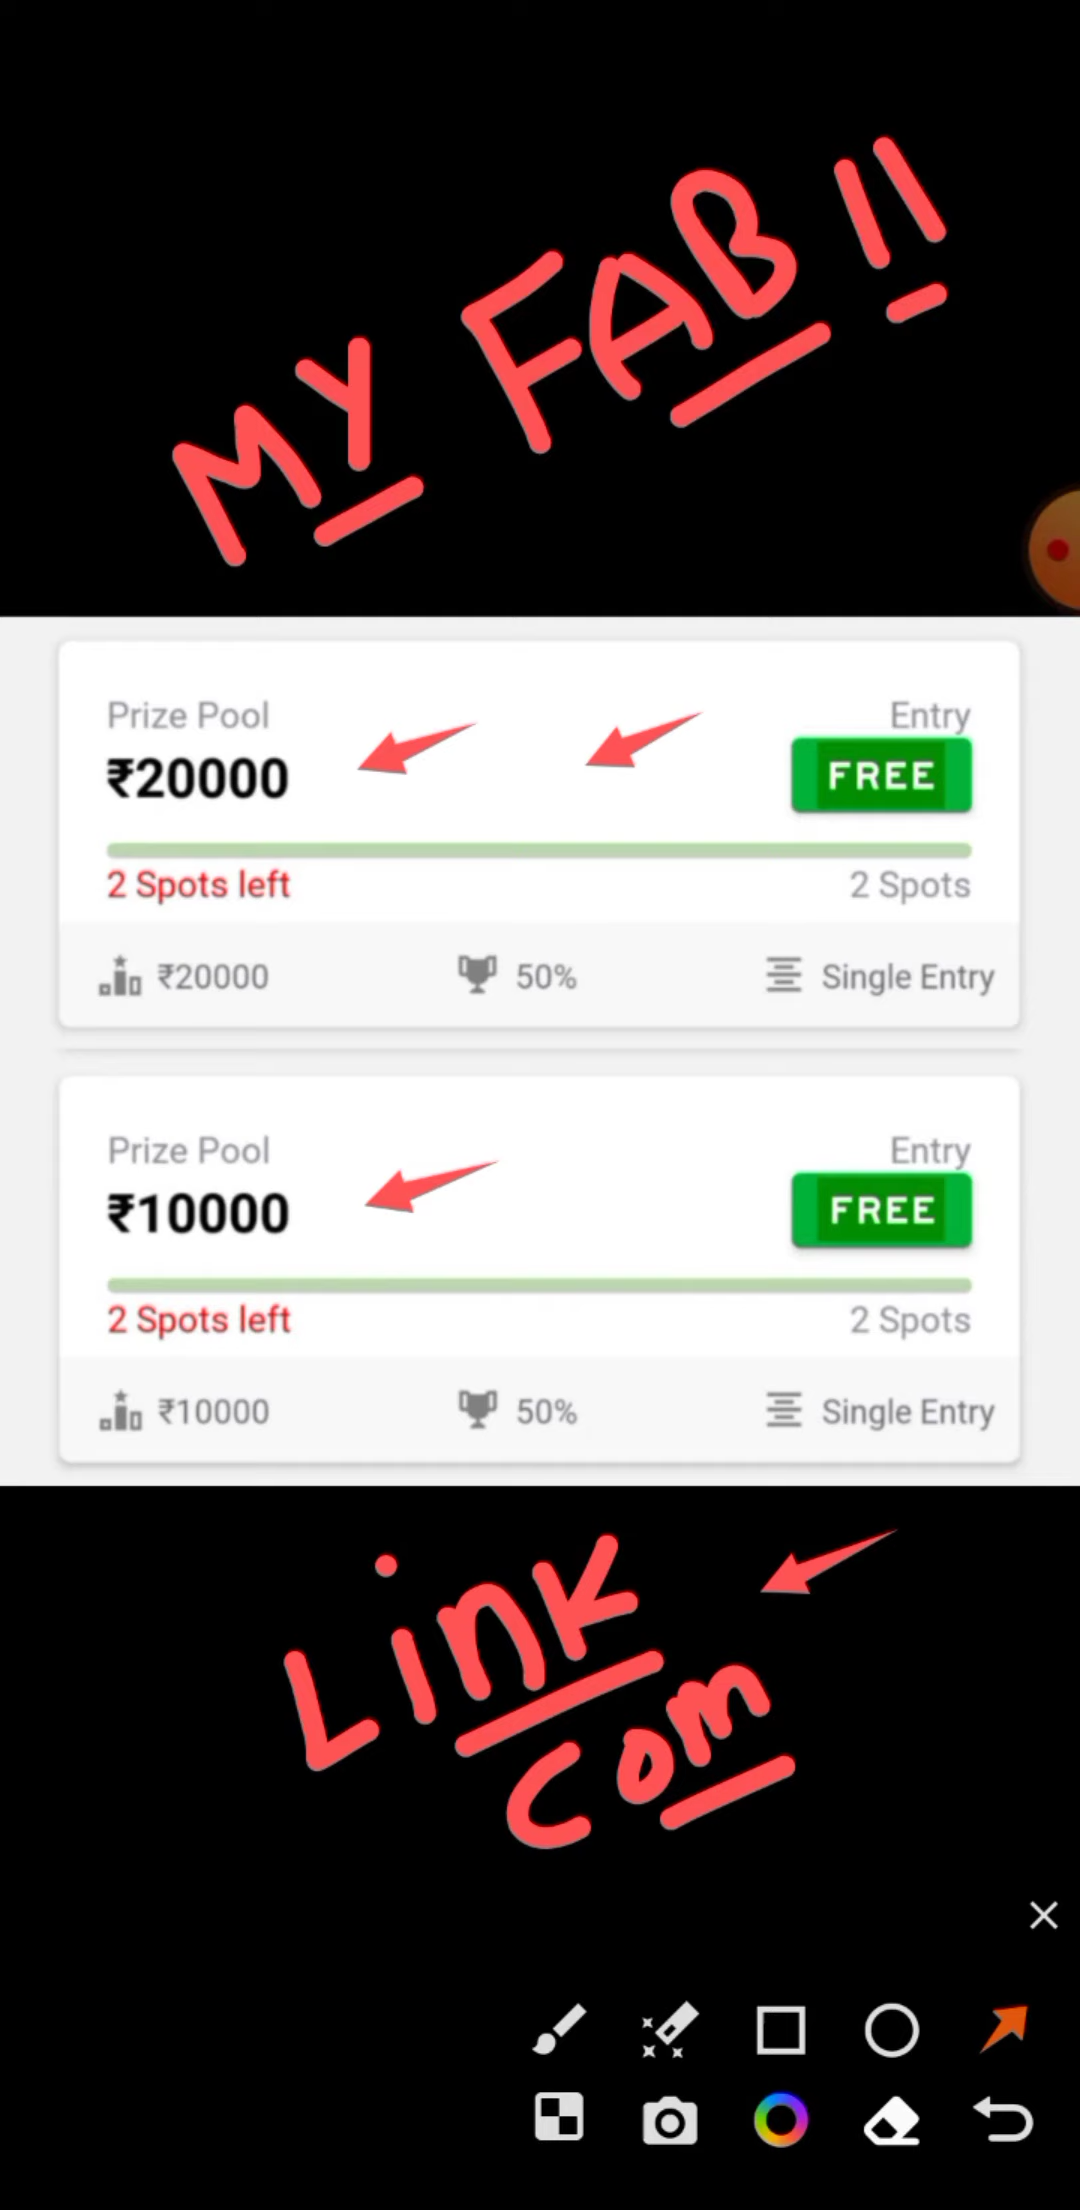 MY FAB !!
Prize Pool
Entry
₹20000
FREE
2 Spots left
2 Spots
₹20000
50%
Single Entry
Prize Pool
Entry
₹10000
FREE
2 Spots left
2 Spots
₹10000
50%
Single Entry
Link
Com